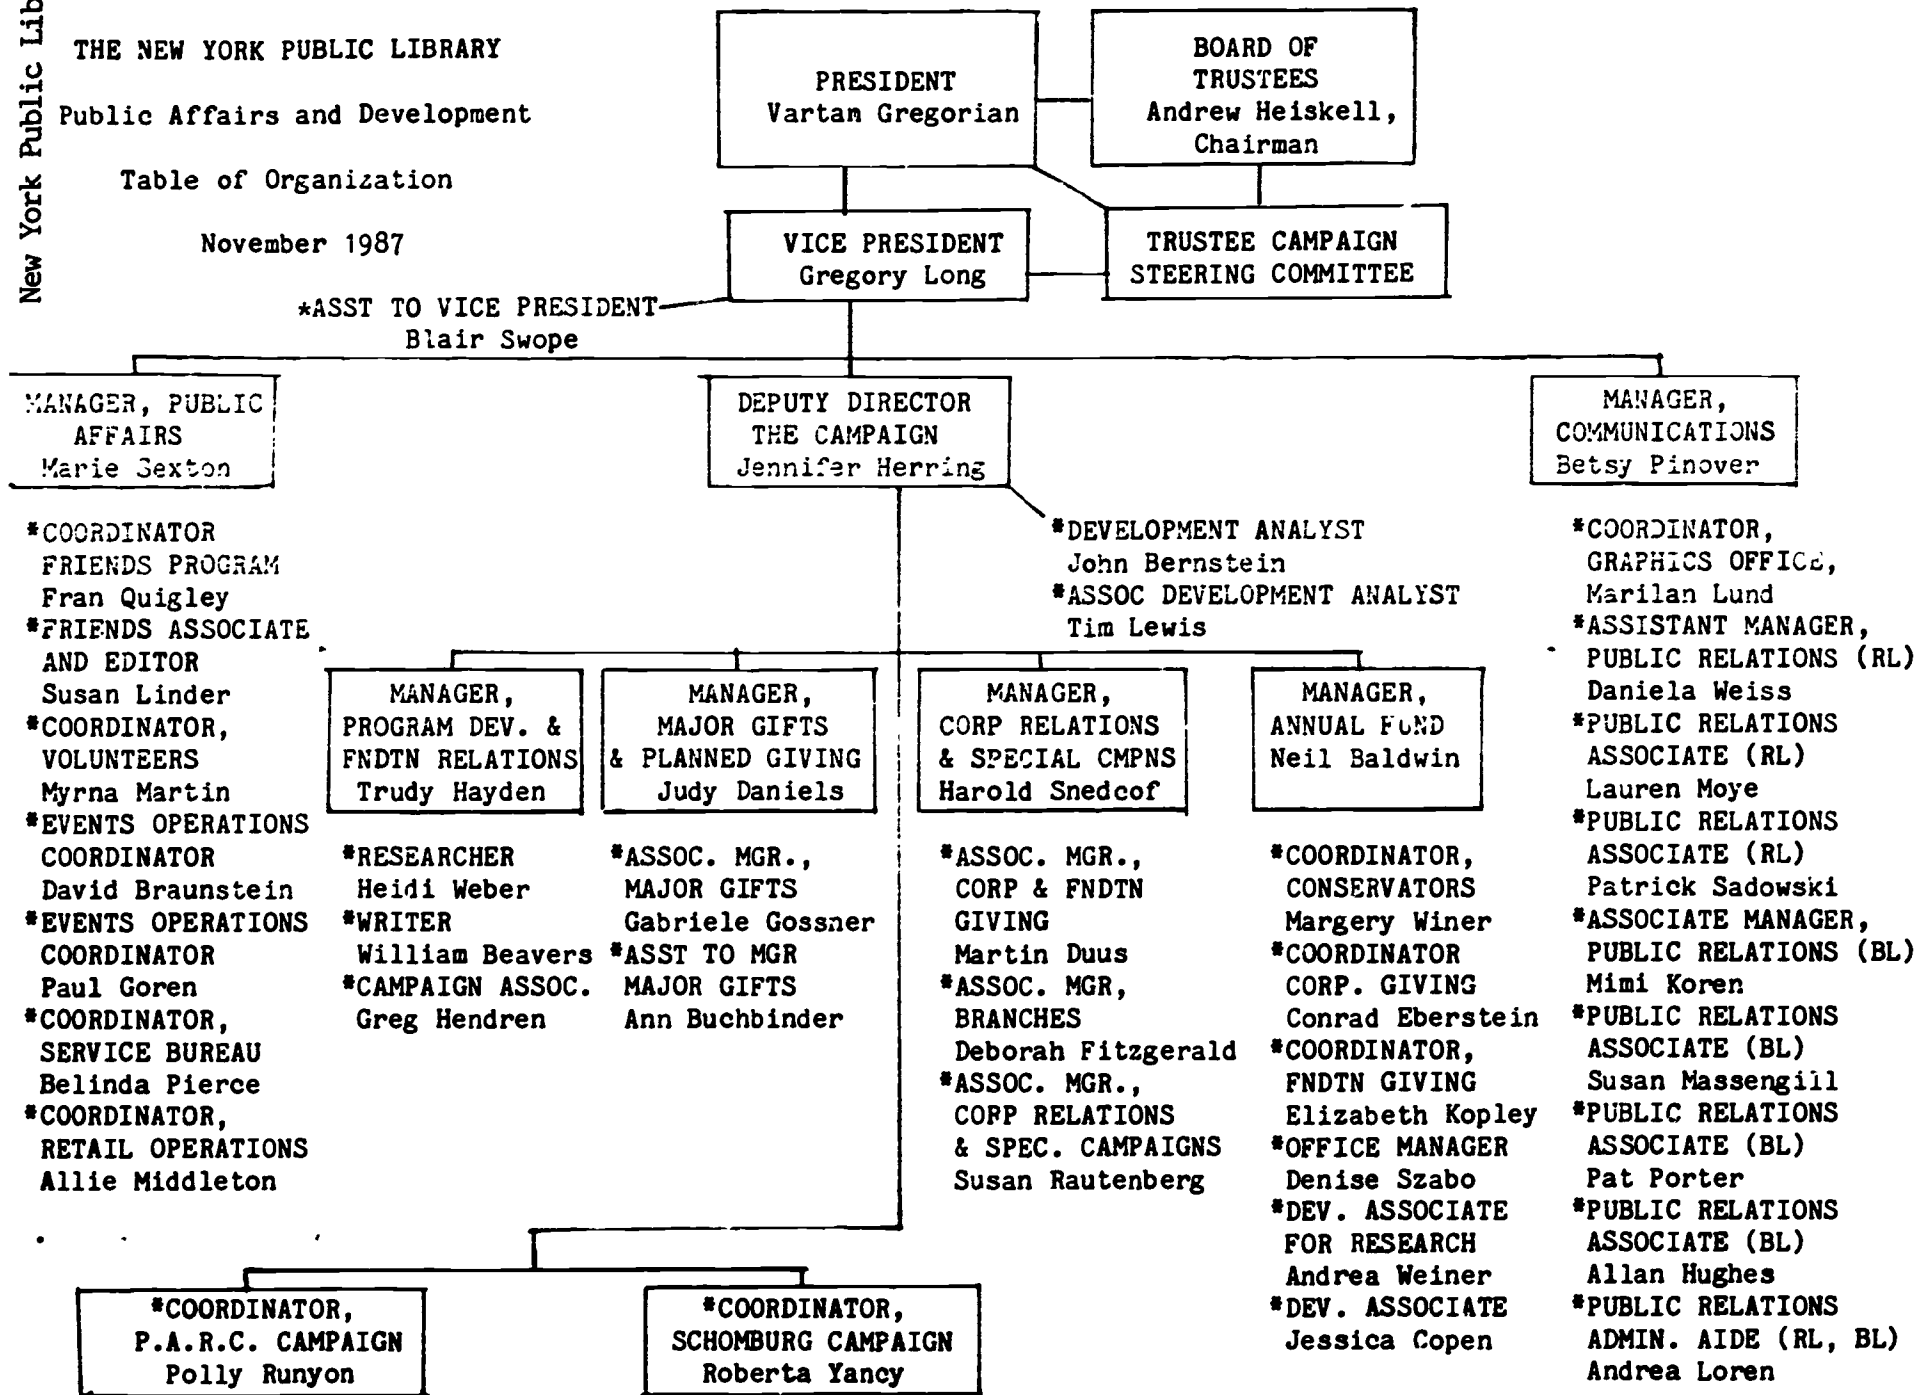 New York Public Lib
THE NEW YORK PUBLIC LIBRARY
Public Affairs and Development
Table of Organization
November 1987
PRESIDENT
Vartan Gregorian
BOARD OF
TRUSTEES
Andrew Heiskell,
Chairman
VICE PRESIDENT
Gregory Long
TRUSTEE CAMPAIGN
STEERING COMMITTEE
*ASST TO VICE PRESIDENT
Blair Swope
MANAGER, PUBLIC
AFFAIRS
Marie Sexton
DEPUTY DIRECTOR
THE CAMPAIGN
Jennifer Herring
MANAGER,
COMMUNICATIONS
Betsy Pinover
*COORDINATOR
FRIENDS PROGRAM
Fran Quigley
*FRIENDS ASSOCIATE
AND EDITOR
Susan Linder
*COORDINATOR,
VOLUNTEERS
Myrna Martin
*EVENTS OPERATIONS
COORDINATOR
David Braunstein
*EVENTS OPERATIONS
COORDINATOR
Paul Goren
*COORDINATOR,
SERVICE BUREAU
Belinda Pierce
*COORDINATOR,
RETAIL OPERATIONS
Allie Middleton
*DEVELOPMENT ANALYST
John Bernstein
*ASSOC DEVELOPMENT ANALYST
Tim Lewis
MANAGER,
PROGRAM DEV. &
FNDTN RELATIONS
Trudy Hayden
*RESEARCHER
Heidi Weber
*WRITER
William Beavers
*CAMPAIGN ASSOC.
Greg Hendren
MANAGER,
MAJOR GIFTS
& PLANNED GIVING
Judy Daniels
*ASSOC. MGR.,
MAJOR GIFTS
Gabriele Gossner
*ASST TO MGR
MAJOR GIFTS
Ann Buchbinder
MANAGER,
CORP RELATIONS
& SPECIAL CMPNS
Harold Snedcof
*ASSOC. MGR.,
CORP & FNDTN
GIVING
Martin Duus
*ASSOC. MGR,
BRANCHES
Deborah Fitzgerald
*ASSOC. MGR.,
CORP RELATIONS
& SPEC. CAMPAIGNS
Susan Rautenberg
MANAGER,
ANNUAL FUND
Neil Baldwin
*COORDINATOR,
CONSERVATORS
Margery Winer
*COORDINATOR
CORP. GIVING
Conrad Eberstein
*COORDINATOR,
FNDTN GIVING
Elizabeth Kopley
*OFFICE MANAGER
Denise Szabo
*DEV. ASSOCIATE
FOR RESEARCH
Andrea Weiner
*DEV. ASSOCIATE
Jessica Copen
*COORDINATOR,
GRAPHICS OFFICE,
Marilan Lund
*ASSISTANT MANAGER,
PUBLIC RELATIONS (RL)
Daniela Weiss
*PUBLIC RELATIONS
ASSOCIATE (RL)
Lauren Moye
*PUBLIC RELATIONS
ASSOCIATE (RL)
Patrick Sadowski
*ASSOCIATE MANAGER,
PUBLIC RELATIONS (BL)
Mimi Koren
*PUBLIC RELATIONS
ASSOCIATE (BL)
Susan Massengill
*PUBLIC RELATIONS
ASSOCIATE (BL)
Pat Porter
*PUBLIC RELATIONS
ASSOCIATE (BL)
Allan Hughes
*PUBLIC RELATIONS
ADMIN. AIDE (RL, BL)
Andrea Loren
*COORDINATOR,
P.A.R.C. CAMPAIGN
Polly Runyon
*COORDINATOR,
SCHOMBURG CAMPAIGN
Roberta Yancy